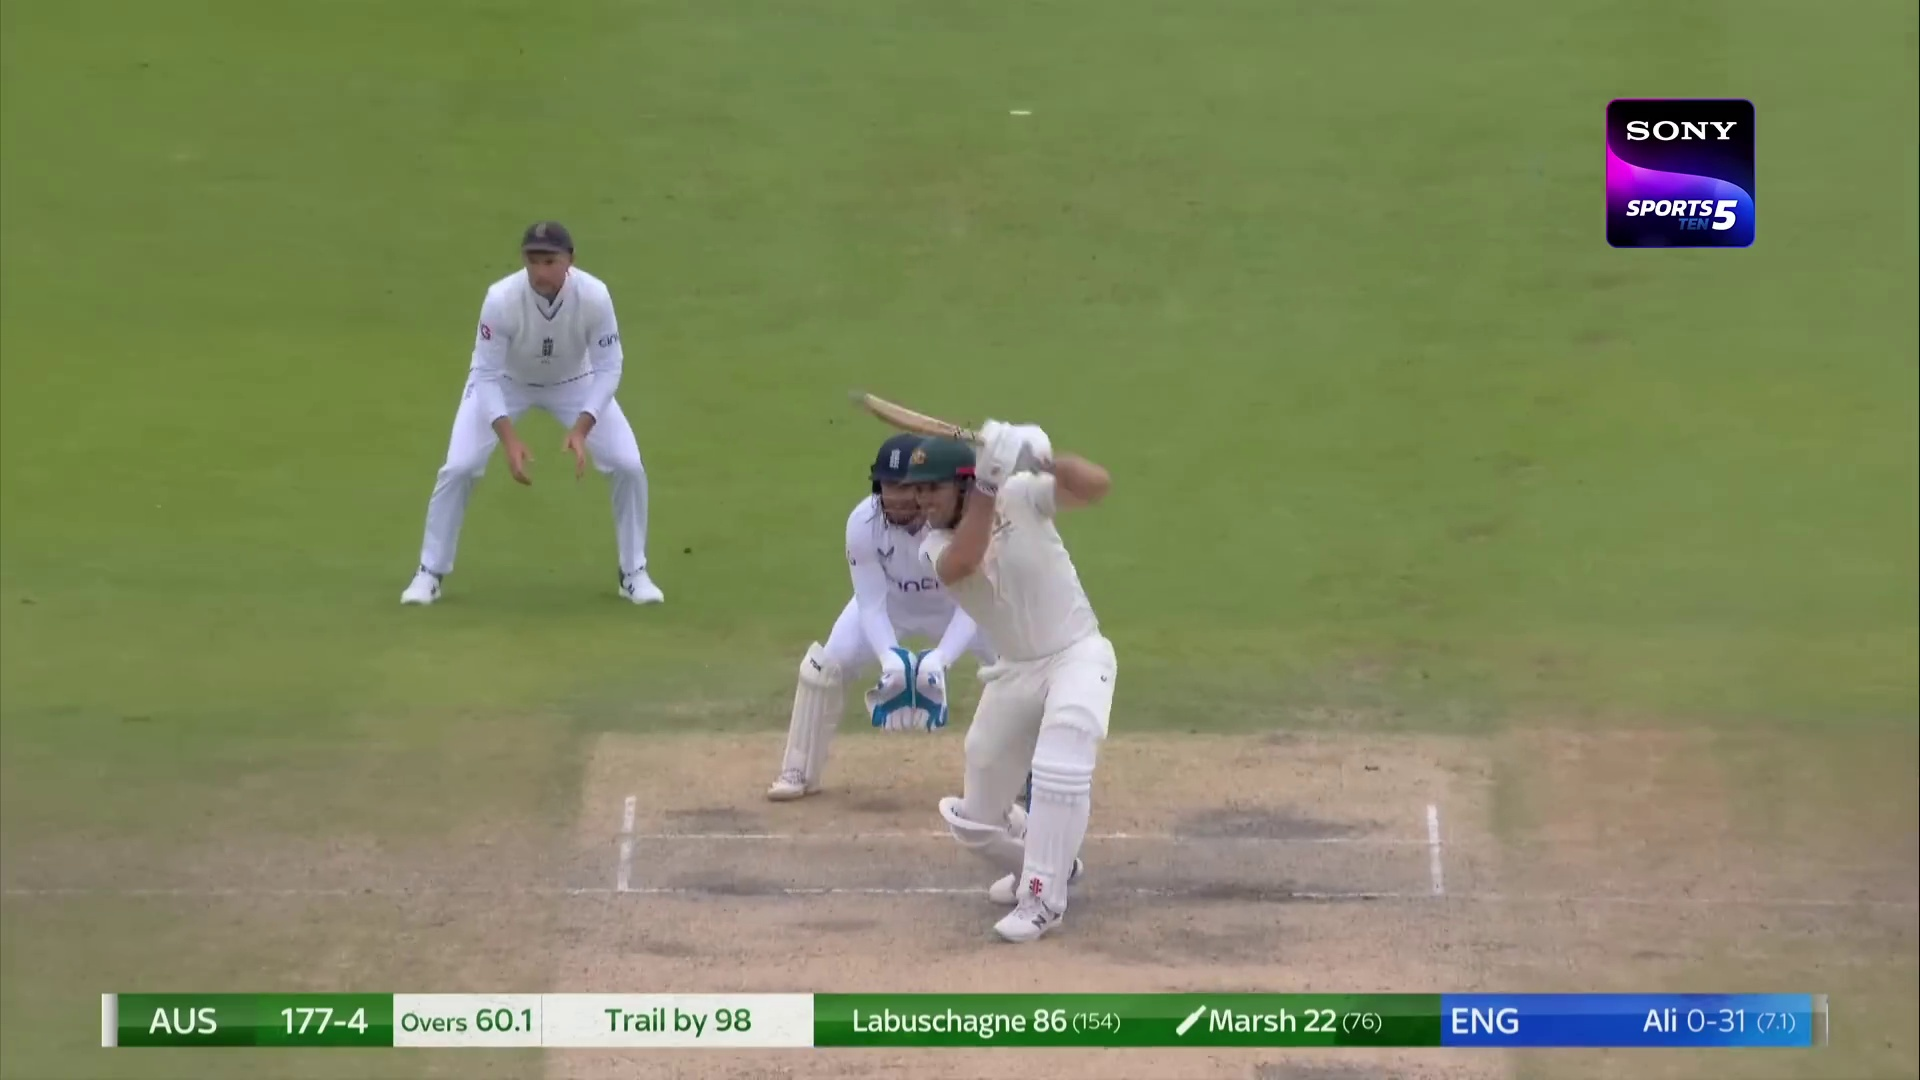 SONY
SPORTS
TEN 5
AUS 177-4 Overs 60.1 Trail by 98 Labuschagne 86 (154) Marsh 22 (76) ENG Ali 0-31 (7.1)